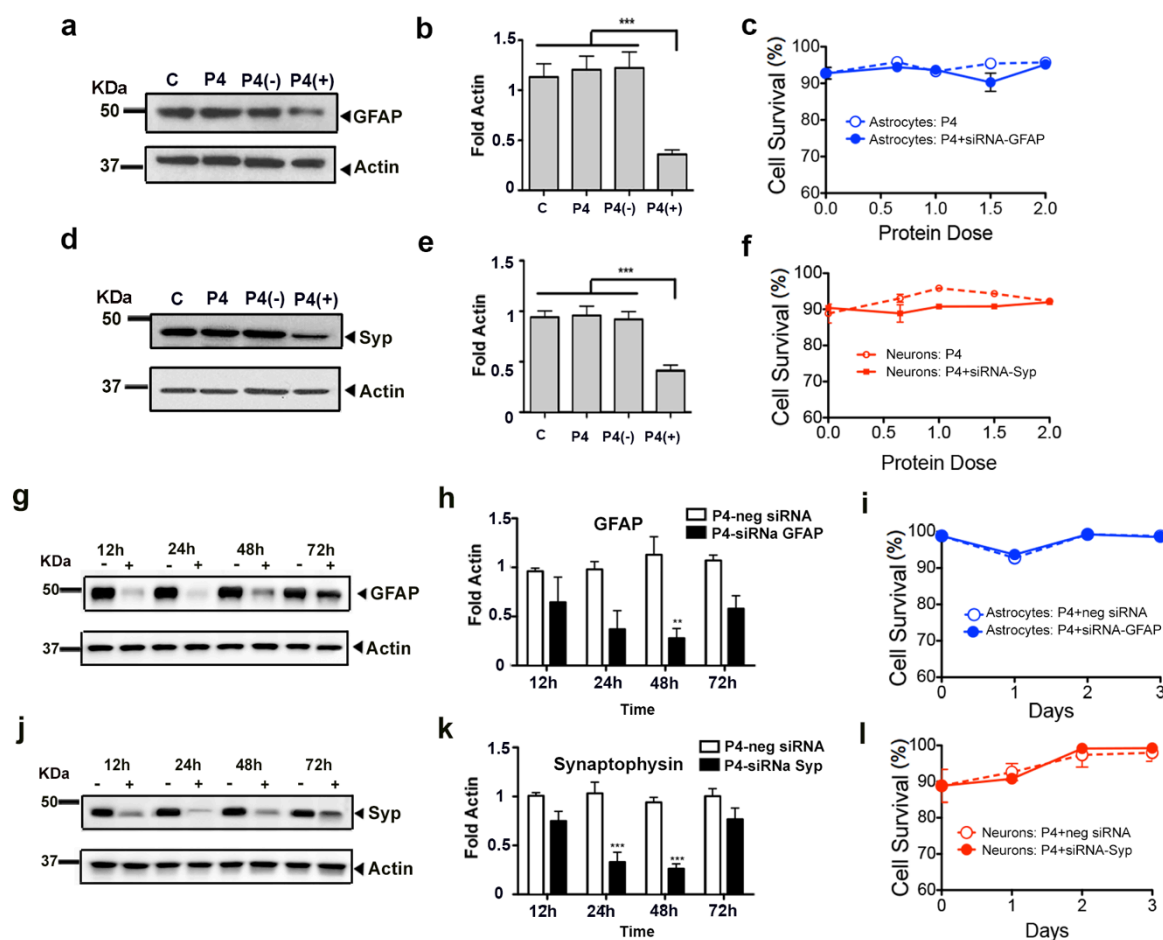 a
KDa
C P4 P4(-) P4(+)
50
GFAP
37
Actin
b
Fold Actin
1.5
1
0.5
0
***
C P4 P4(-) P4(+)
c
Cell Survival (%)
100
90
80
70
60
Astrocytes: P4
Astrocytes: P4+siRNA-GFAP
0.0 0.5 1.0 1.5 2.0
Protein Dose
d
KDa
C P4 P4(-) P4(+)
50
Syp
37
Actin
e
Fold Actin
1.5
1
0.5
0
***
C P4 P4(-) P4(+)
f
Cell Survival (%)
100
90
80
70
60
Neurons: P4
Neurons: P4+siRNA-Syp
0.0 0.5 1.0 1.5 2.0
Protein Dose
g
12h 24h 48h 72h
KDa - + - + - + - +
50
GFAP
37
Actin
h
Fold Actin
1.5
1
0.5
0
GFAP
P4-neg siRNA
P4-siRNa GFAP
**
12h 24h 48h 72h
Time
i
Cell Survival (%)
100
90
80
70
60
Astrocytes: P4+neg siRNA
Astrocytes: P4+siRNA-GFAP
0 1 2 3
Days
j
12h 24h 48h 72h
KDa - + - + - + - +
50
Syp
37
Actin
k
Fold Actin
1.5
1
0.5
0
Synaptophysin
P4-neg siRNA
P4-siRNa Syp
*** ***
12h 24h 48h 72h
Time
l
Cell Survival (%)
100
90
80
70
60
Neurons: P4+neg siRNA
Neurons: P4+siRNA-Syp
0 1 2 3
Days